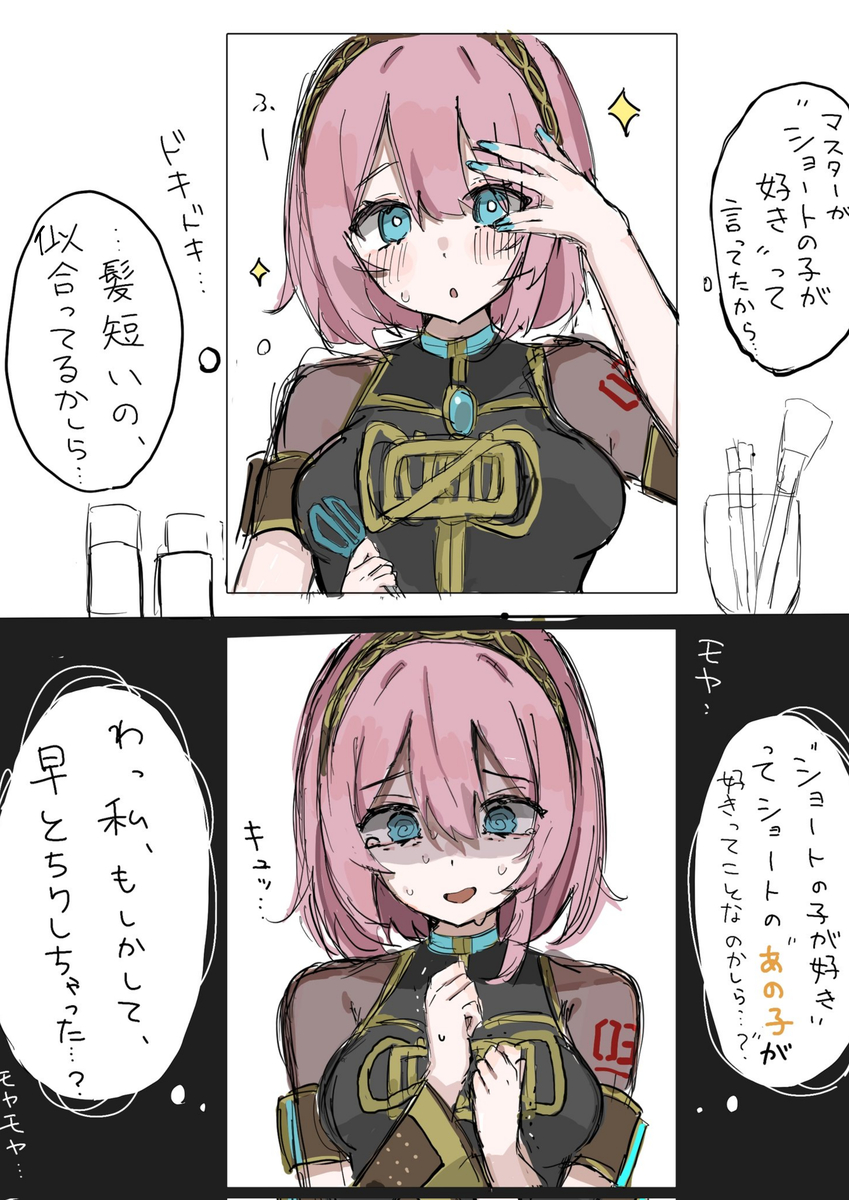 マスターが
"ショートの子が
好き"って
言ってたから…
ふー
ドキドキ…
…髪短いの、
似合ってるかしら…
03
モヤ…
"ショートの子が好き"
ってショートの"あの子"が
好きってことなのかしら…?
キュッ…
03
わっ私、もしかして、
早とちりしちゃった…?
モヤモヤ…